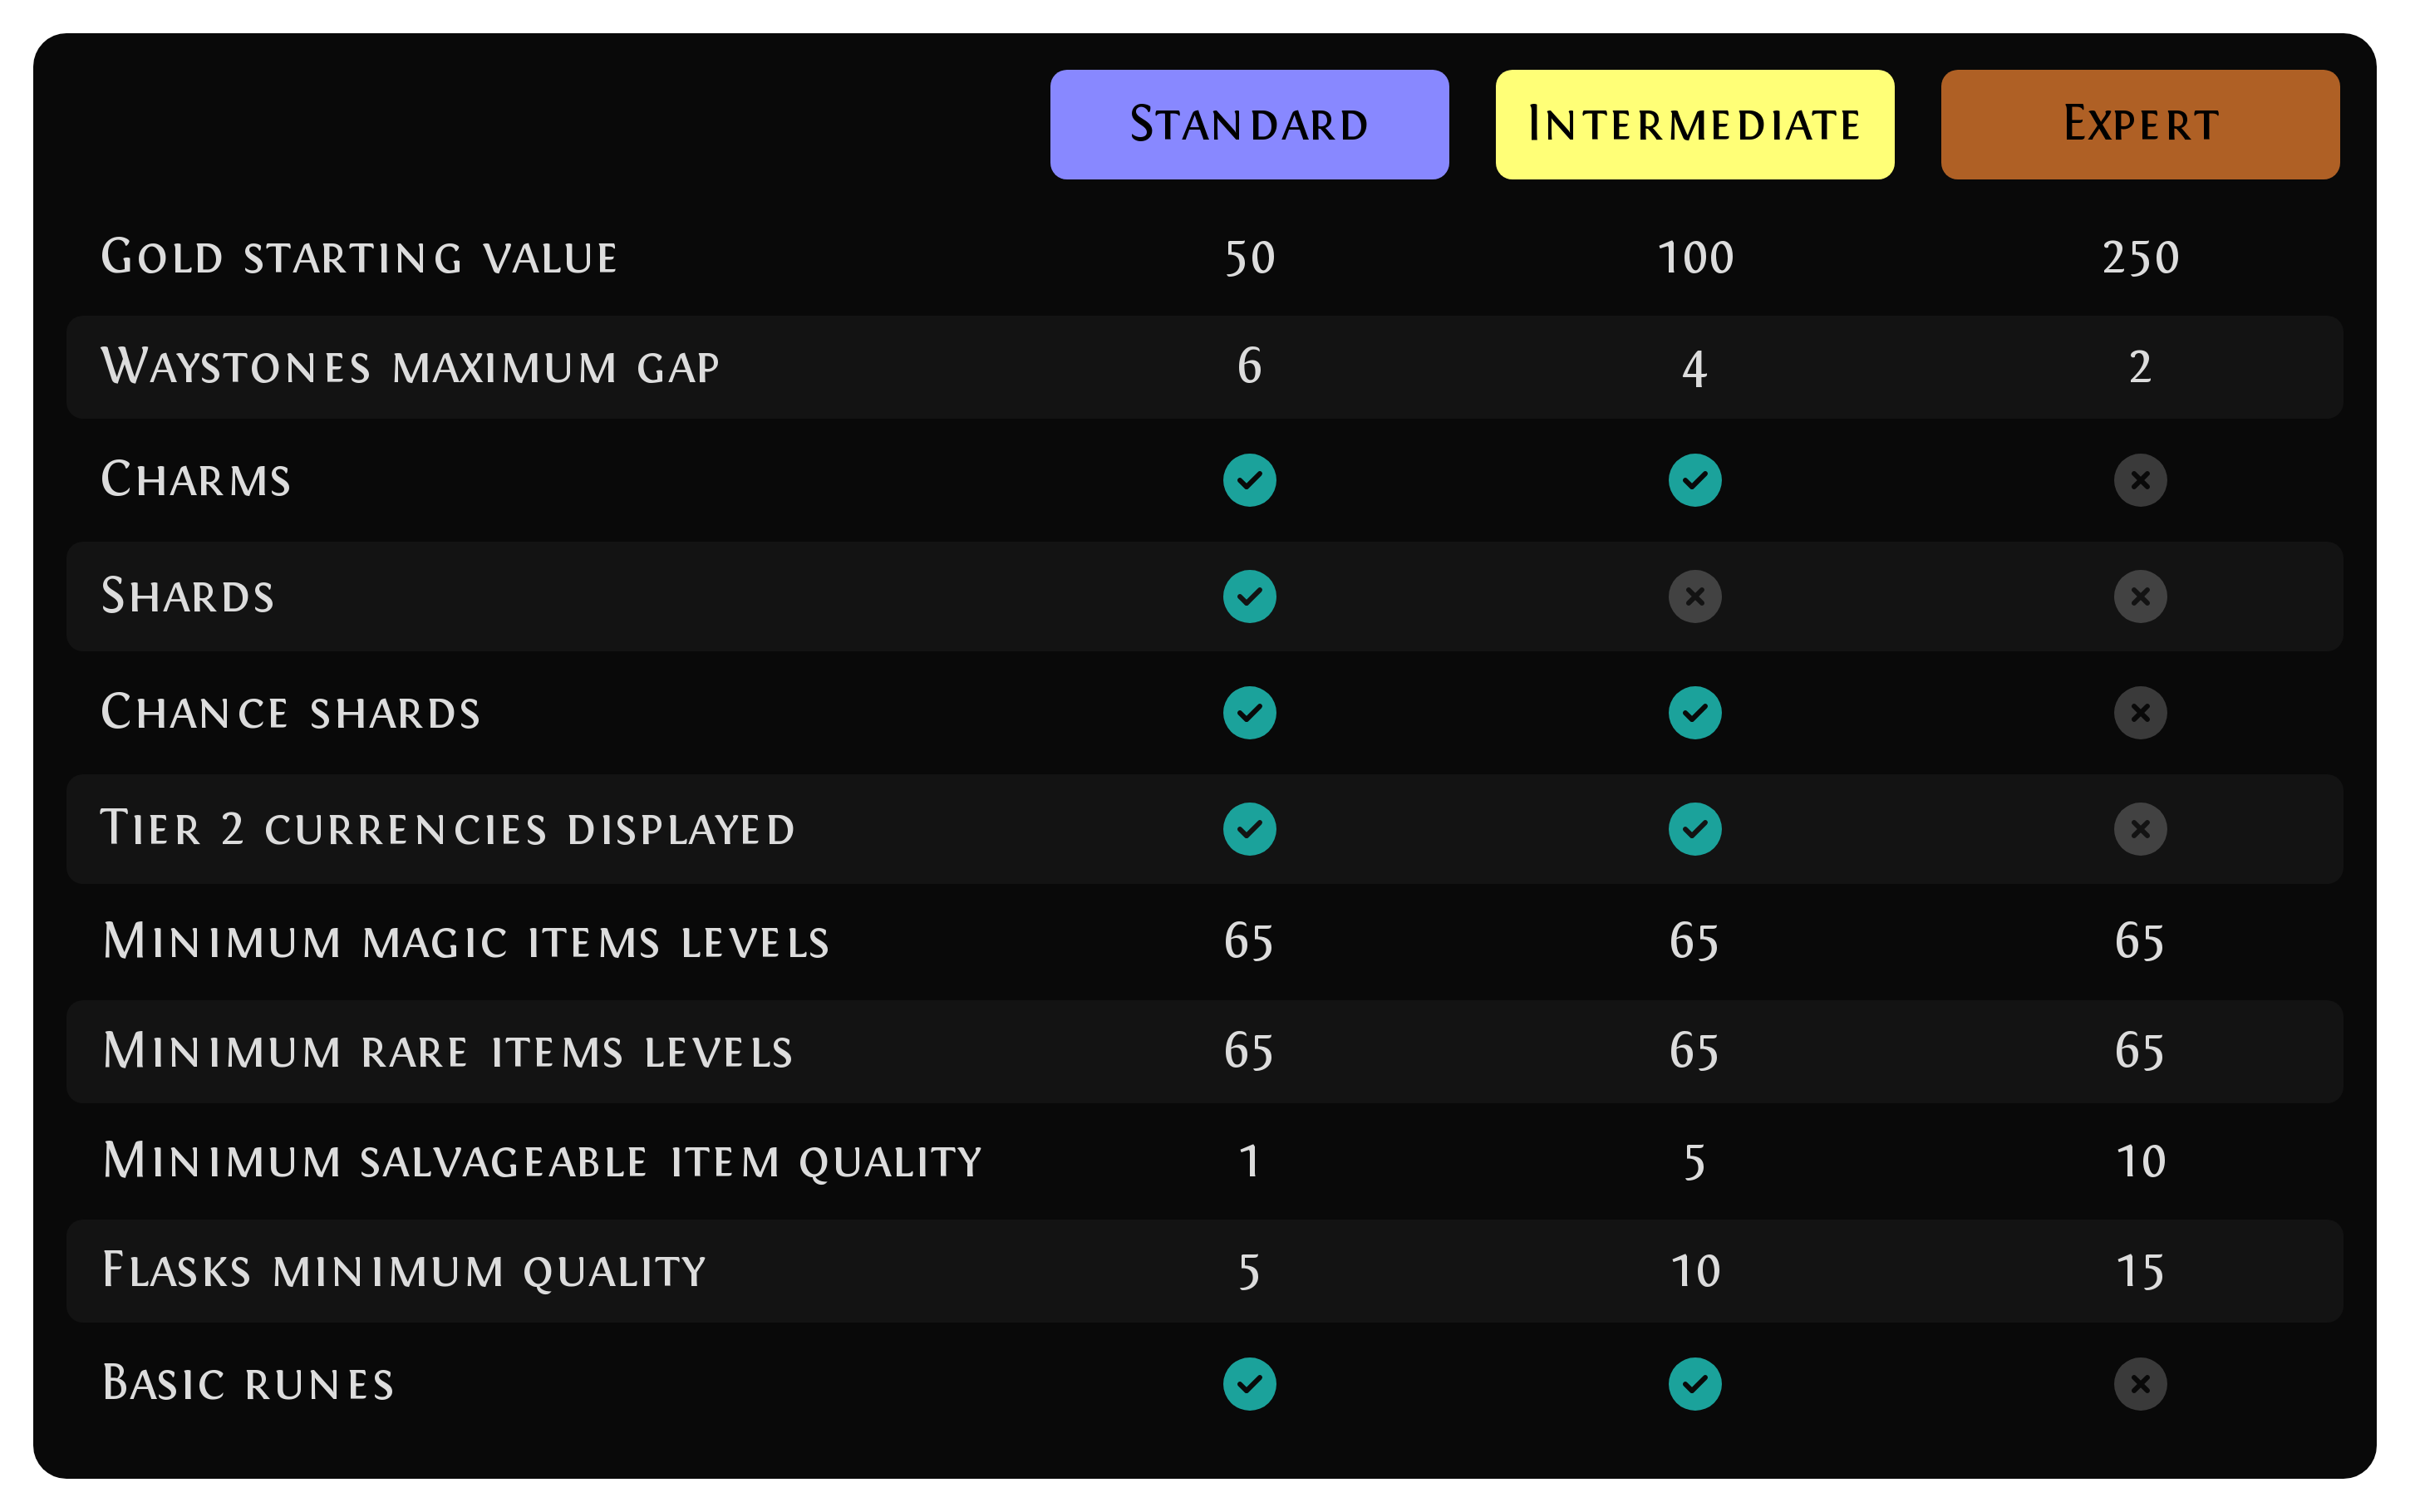 Standard Intermediate Expert
Gold starting value 50 100 250
Waystones maximum gap 6 4 2
Charms
Shards
Chance shards
Tier 2 currencies displayed
Minimum magic items levels 65 65 65
Minimum rare items levels 65 65 65
Minimum salvageable item quality 1 5 10
Flasks minimum quality 5 10 15
Basic runes